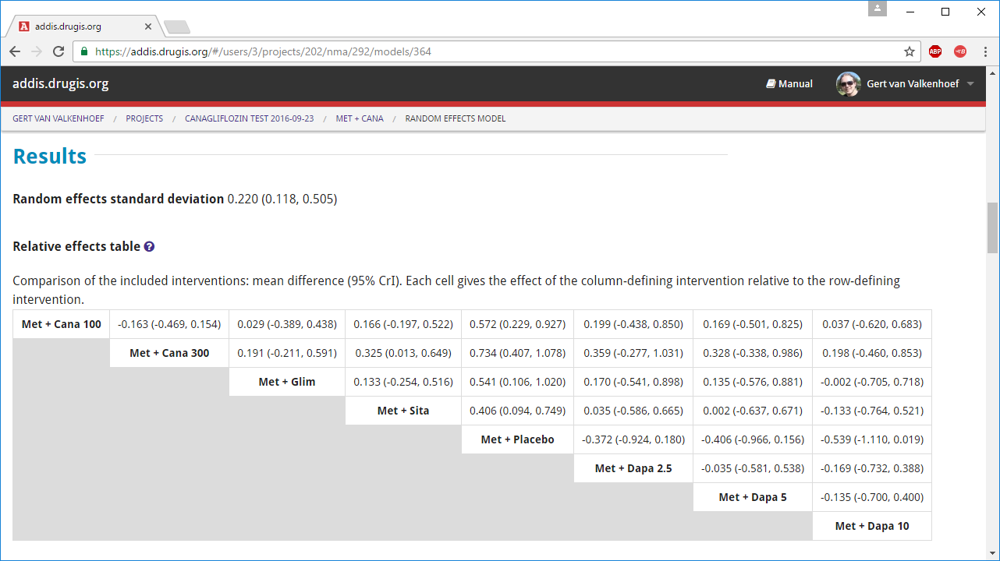 addis.drugis.org
https://addis.drugis.org/#/users/3/projects/202/nma/292/models/364
ABP
addis.drugis.org
Manual
Gert van Valkenhoef
GERT VAN VALKENHOEF / PROJECTS / CANAGLIFLOZIN TEST 2016-09-23 / MET + CANA / RANDOM EFFECTS MODEL
Results
Random effects standard deviation 0.220 (0.118, 0.505)
Relative effects table ?
Comparison of the included interventions: mean difference (95% CrI). Each cell gives the effect of the column-defining intervention relative to the row-defining
intervention.
Met + Cana 100 -0.163 (-0.469, 0.154) 0.029 (-0.389, 0.438) 0.166 (-0.197, 0.522) 0.572 (0.229, 0.927) 0.199 (-0.438, 0.850) 0.169 (-0.501, 0.825) 0.037 (-0.620, 0.683)
Met + Cana 300 0.191 (-0.211, 0.591) 0.325 (0.013, 0.649) 0.734 (0.407, 1.078) 0.359 (-0.277, 1.031) 0.328 (-0.338, 0.986) 0.198 (-0.460, 0.853)
Met + Glim 0.133 (-0.254, 0.516) 0.541 (0.106, 1.020) 0.170 (-0.541, 0.898) 0.135 (-0.576, 0.881) -0.002 (-0.705, 0.718)
Met + Sita 0.406 (0.094, 0.749) 0.035 (-0.586, 0.665) 0.002 (-0.637, 0.671) -0.133 (-0.764, 0.521)
Met + Placebo -0.372 (-0.924, 0.180) -0.406 (-0.966, 0.156) -0.539 (-1.110, 0.019)
Met + Dapa 2.5 -0.035 (-0.581, 0.538) -0.169 (-0.732, 0.388)
Met + Dapa 5 -0.135 (-0.700, 0.400)
Met + Dapa 10